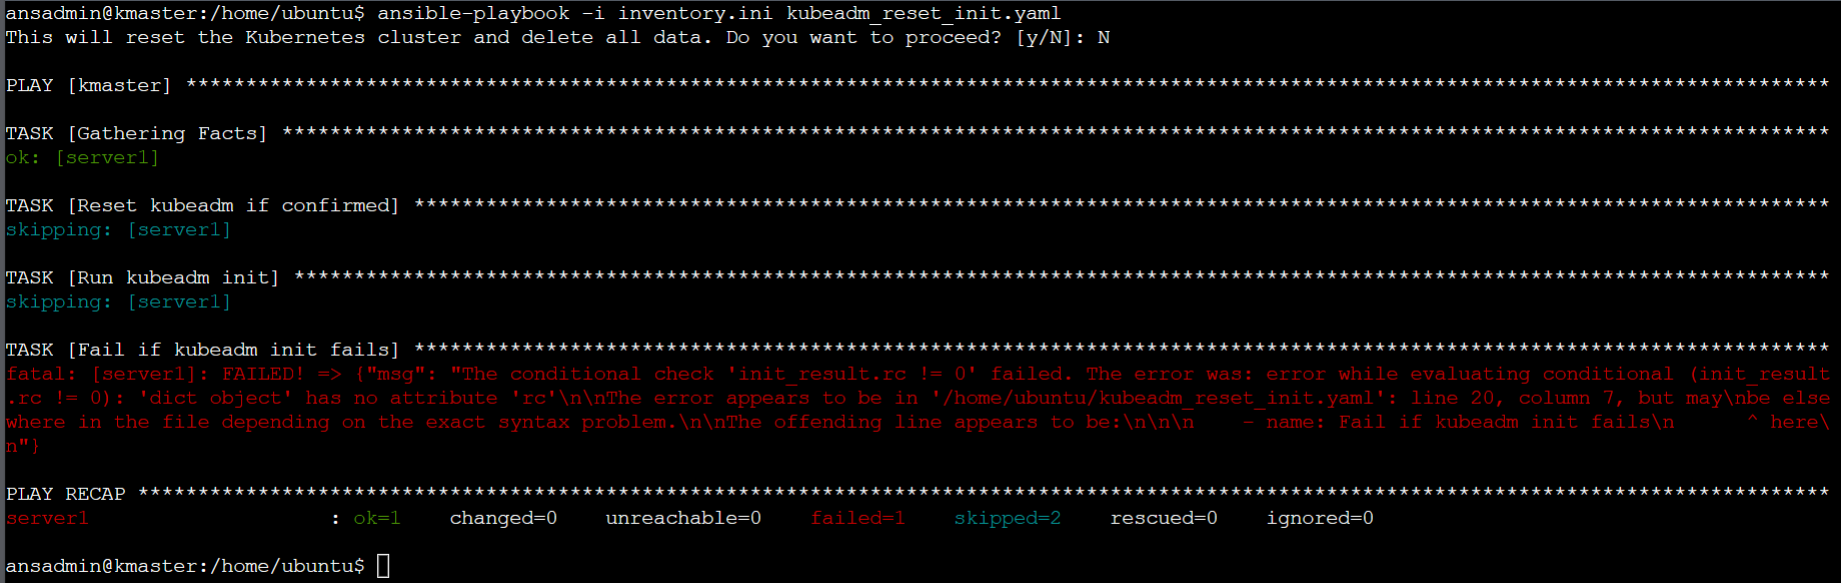 ansadmin@kmaster:/home/ubuntu$ ansible-playbook -i inventory.ini kubeadm_reset_init.yaml
This will reset the Kubernetes cluster and delete all data. Do you want to proceed? [y/N]: N
PLAY [kmaster] *****************************************************************************************************************************************
TASK [Gathering Facts] *********************************************************************************************************************************
ok: [server1]
TASK [Reset kubeadm if confirmed] **********************************************************************************************************************
skipping: [server1]
TASK [Run kubeadm init] ********************************************************************************************************************************
skipping: [server1]
TASK [Fail if kubeadm init fails] **********************************************************************************************************************
fatal: [server1]: FAILED! => {"msg": "The conditional check 'init_result.rc != 0' failed. The error was: error while evaluating conditional (init_result
.rc != 0): 'dict object' has no attribute 'rc'\n\nThe error appears to be in '/home/ubuntu/kubeadm_reset_init.yaml': line 20, column 7, but may\nbe else
where in the file depending on the exact syntax problem.\n\nThe offending line appears to be:\n\n\n    - name: Fail if kubeadm init fails\n      ^ here\
n"}
PLAY RECAP *********************************************************************************************************************************************
server1                    : ok=1    changed=0    unreachable=0    failed=1    skipped=2    rescued=0    ignored=0
ansadmin@kmaster:/home/ubuntu$